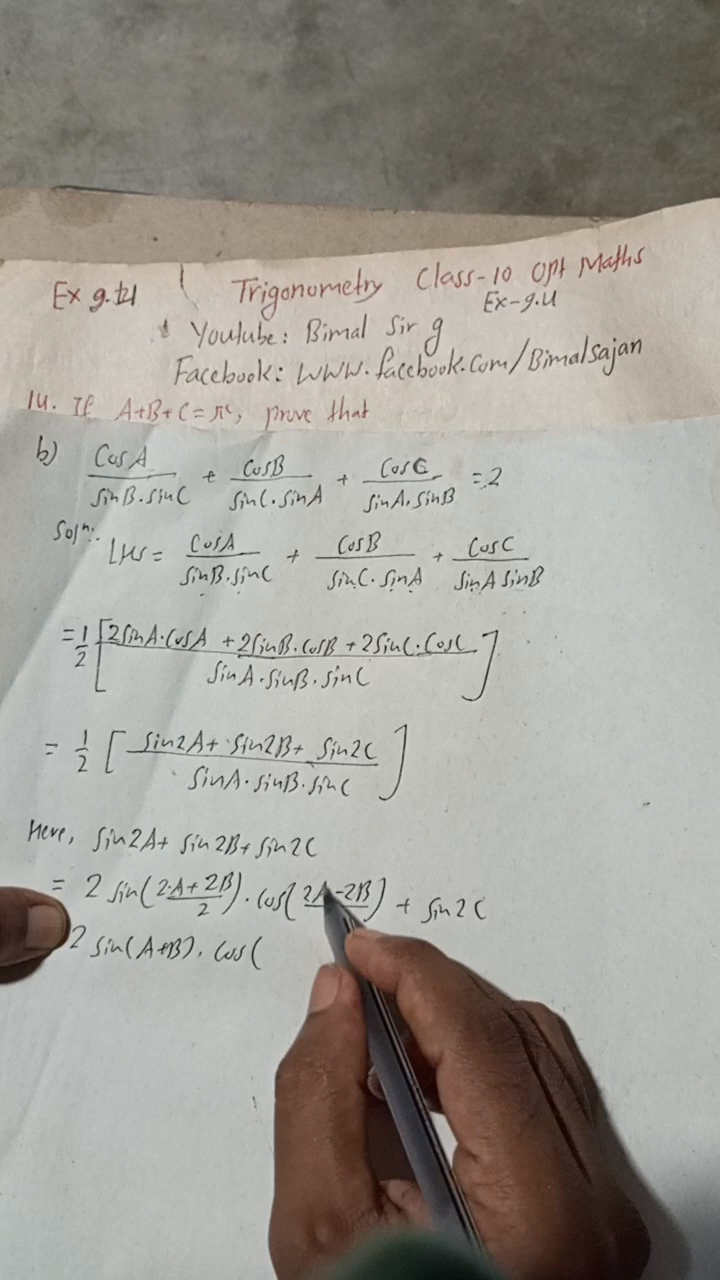 Ex 9.4 Trigonometry Class-10 Opt Maths
Ex-9.4
Youtube: Bimal Sir g
Facebook: www.facebook.com/Bimalsajan
14. If A+B+C=πᶜ, prove that
b) CosA/SinB.SinC + CosB/SinC.SinA + CosC/SinA.SinB = 2
Solⁿ:
LHS = CosA/SinB.SinC + CosB/SinC.SinA + CosC/SinA SinB
= 1/2 [2SinA.CosA + 2SinB.CosB + 2SinC.CosC / SinA.SinB.SinC]
= 1/2 [Sin2A + Sin2B + Sin2C / SinA.SinB.SinC]
Here, Sin2A + Sin2B + Sin2C
= 2 Sin(2A+2B/2).Cos(2A-2B/) + Sin2C
2 Sin(A+B). Cos(